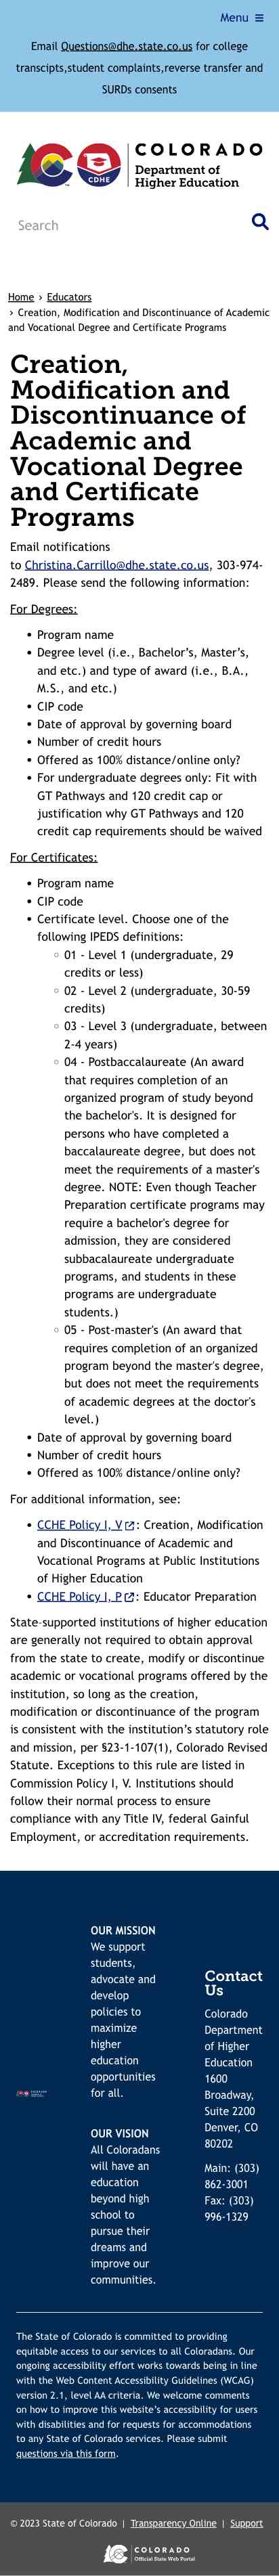 Menu ≡
Email Questions@dhe.state.co.us for college
transcipts,student complaints,reverse transfer and
SURDs consents
CDHE
COLORADO
Department of
Higher Education
Search
Home › Educators
› Creation, Modification and Discontinuance of Academic
and Vocational Degree and Certificate Programs
Creation,
Modification and
Discontinuance of
Academic and
Vocational Degree
and Certificate
Programs
Email notifications
to Christina.Carrillo@dhe.state.co.us, 303-974-
2489. Please send the following information:
For Degrees:
• Program name
• Degree level (i.e., Bachelor’s, Master’s,
and etc.) and type of award (i.e., B.A.,
M.S., and etc.)
• CIP code
• Date of approval by governing board
• Number of credit hours
• Offered as 100% distance/online only?
• For undergraduate degrees only: Fit with
GT Pathways and 120 credit cap or
justification why GT Pathways and 120
credit cap requirements should be waived
For Certificates:
• Program name
• CIP code
• Certificate level. Choose one of the
following IPEDS definitions:
○ 01 - Level 1 (undergraduate, 29
credits or less)
○ 02 - Level 2 (undergraduate, 30-59
credits)
○ 03 - Level 3 (undergraduate, between
2-4 years)
○ 04 - Postbaccalaureate (An award
that requires completion of an
organized program of study beyond
the bachelor's. It is designed for
persons who have completed a
baccalaureate degree, but does not
meet the requirements of a master's
degree. NOTE: Even though Teacher
Preparation certificate programs may
require a bachelor's degree for
admission, they are considered
subbacalaureate undergraduate
programs, and students in these
programs are undergraduate
students.)
○ 05 - Post-master's (An award that
requires completion of an organized
program beyond the master's degree,
but does not meet the requirements
of academic degrees at the doctor's
level.)
• Date of approval by governing board
• Number of credit hours
• Offered as 100% distance/online only?
For additional information, see:
• CCHE Policy I, V : Creation, Modification
and Discontinuance of Academic and
Vocational Programs at Public Institutions
of Higher Education
• CCHE Policy I, P : Educator Preparation
State-supported institutions of higher education
are generally not required to obtain approval
from the state to create, modify or discontinue
academic or vocational programs offered by the
institution, so long as the creation,
modification or discontinuance of the program
is consistent with the institution’s statutory role
and mission, per §23-1-107(1), Colorado Revised
Statute. Exceptions to this rule are listed in
Commission Policy I, V. Institutions should
follow their normal process to ensure
compliance with any Title IV, federal Gainful
Employment, or accreditation requirements.
OUR MISSION
We support
students,
advocate and
develop
policies to
maximize
higher
education
opportunities
for all.
OUR VISION
All Coloradans
will have an
education
beyond high
school to
pursue their
dreams and
improve our
communities.
Contact
Us
Colorado
Department
of Higher
Education
1600
Broadway,
Suite 2200
Denver, CO
80202
Main: (303)
862-3001
Fax: (303)
996-1329
The State of Colorado is committed to providing
equitable access to our services to all Coloradans. Our
ongoing accessibility effort works towards being in line
with the Web Content Accessibility Guidelines (WCAG)
version 2.1, level AA criteria. We welcome comments
on how to improve this website’s accessibility for users
with disabilities and for requests for accommodations
to any State of Colorado services. Please submit
questions via this form.
© 2023 State of Colorado | Transparency Online | Support
COLORADO
Official State Web Portal